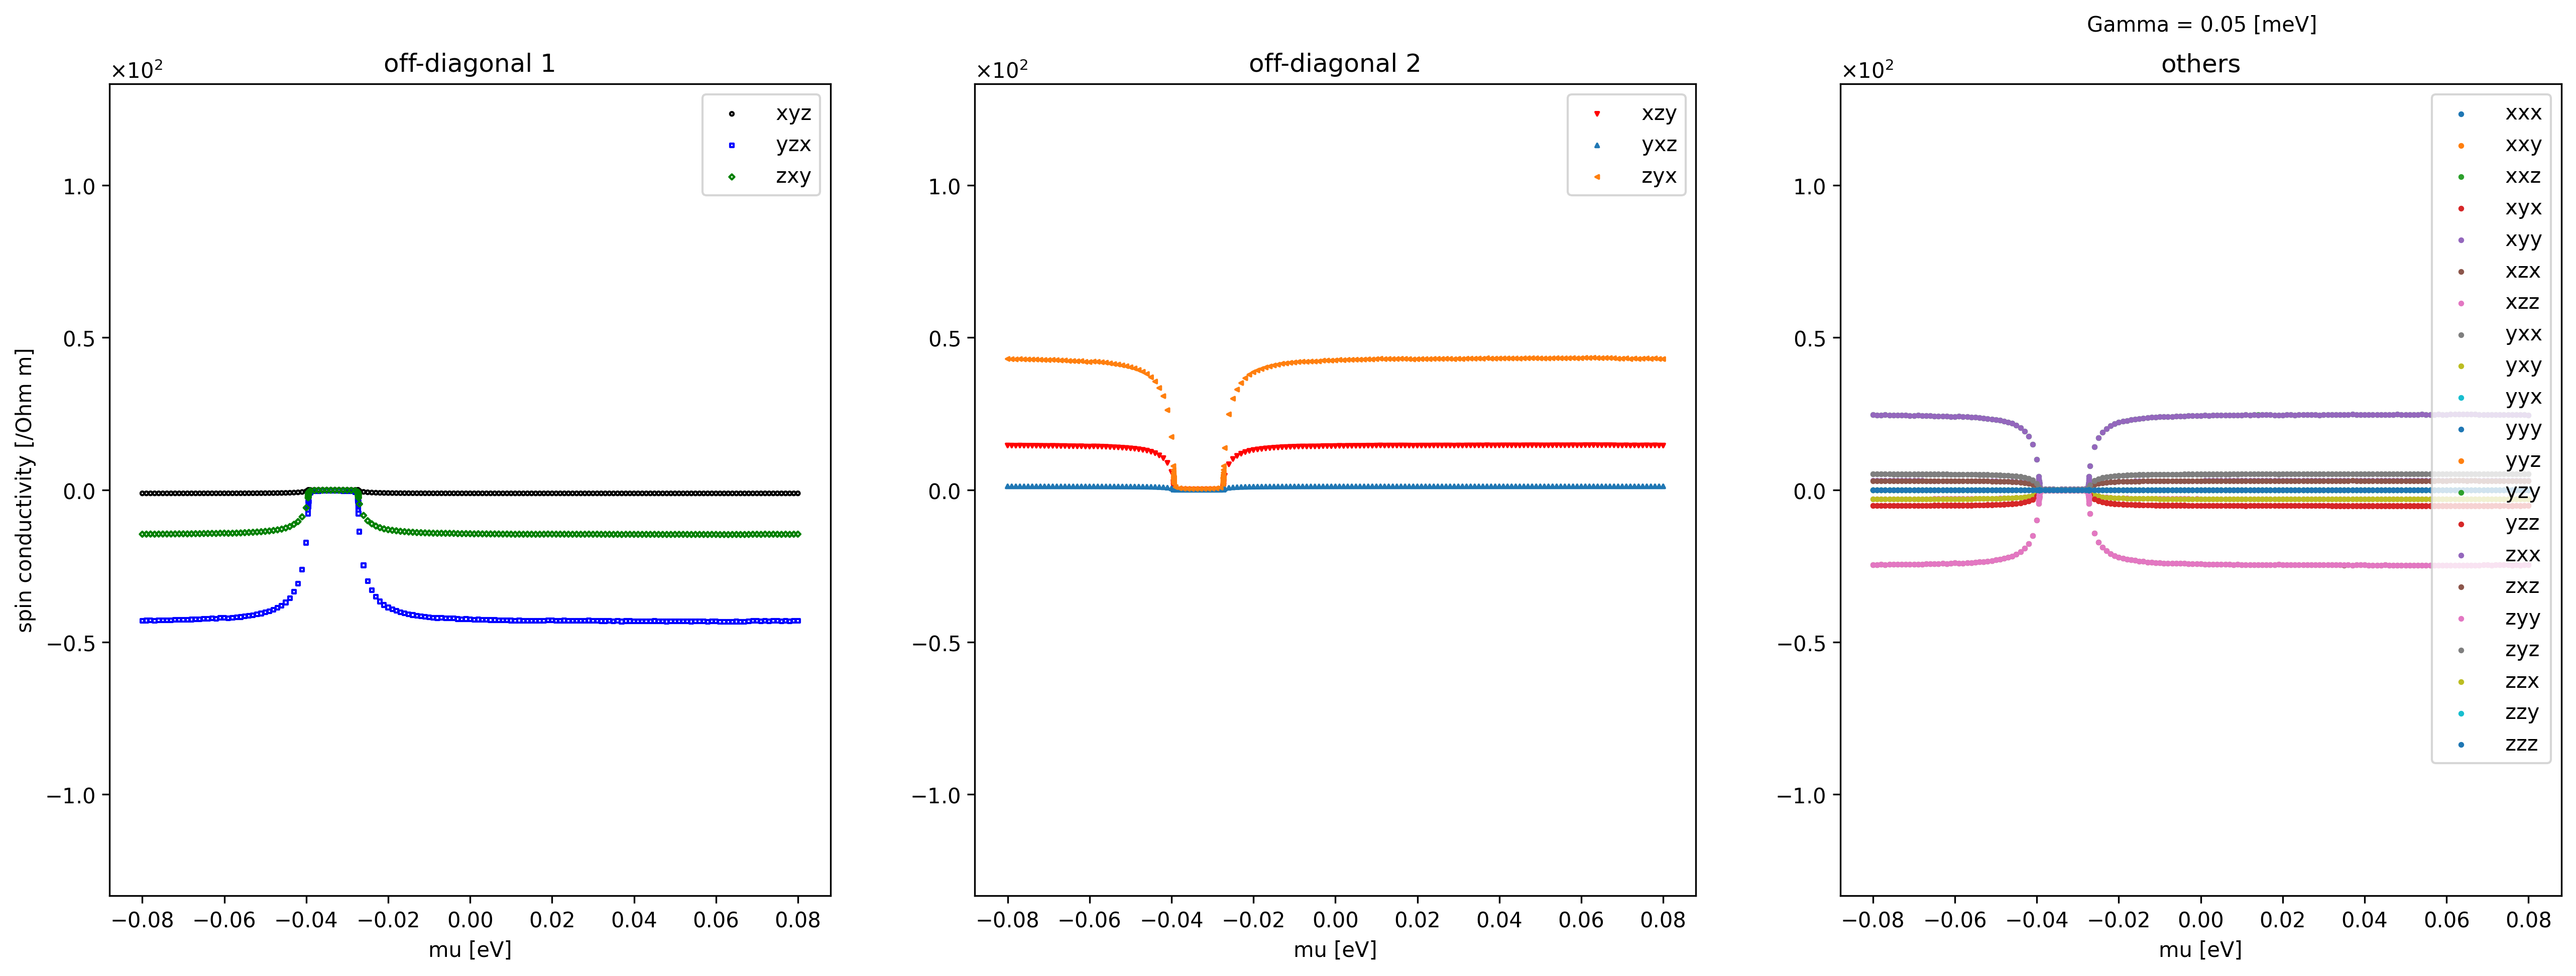 Gamma = 0.05 [meV]
off-diagonal 1
×10²
xyz
yzx
zxy
1.0
0.5
0.0
−0.5
−1.0
spin conductivity [/Ohm m]
−0.08 −0.06 −0.04 −0.02 0.00 0.02 0.04 0.06 0.08
mu [eV]
off-diagonal 2
×10²
xzy
yxz
zyx
1.0
0.5
0.0
−0.5
−1.0
−0.08 −0.06 −0.04 −0.02 0.00 0.02 0.04 0.06 0.08
mu [eV]
others
×10²
xxx
xxy
xxz
xyx
xyy
xzx
xzz
yxx
yxy
yyx
yyy
yyz
yzy
yzz
zxx
zxz
zyy
zyz
zzx
zzy
zzz
1.0
0.5
0.0
−0.5
−1.0
−0.08 −0.06 −0.04 −0.02 0.00 0.02 0.04 0.06 0.08
mu [eV]